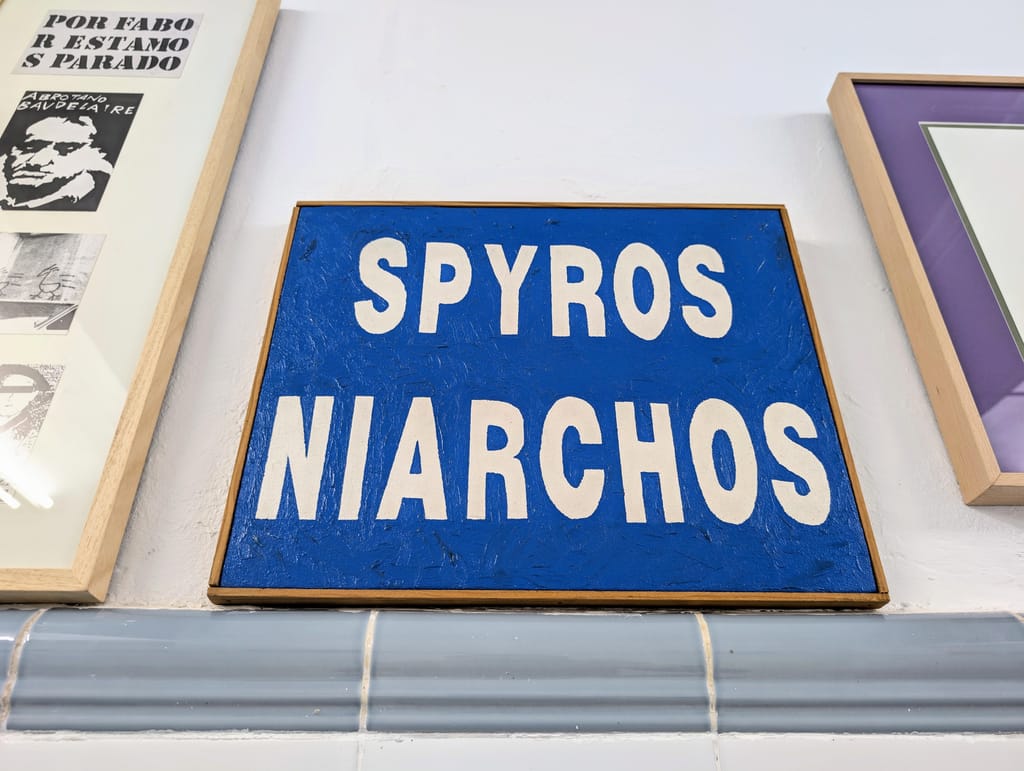 POR FABO
R ESTAMO
S PARADO
ABROTANO
BAUDELAIRE
SPYROS
NIARCHOS